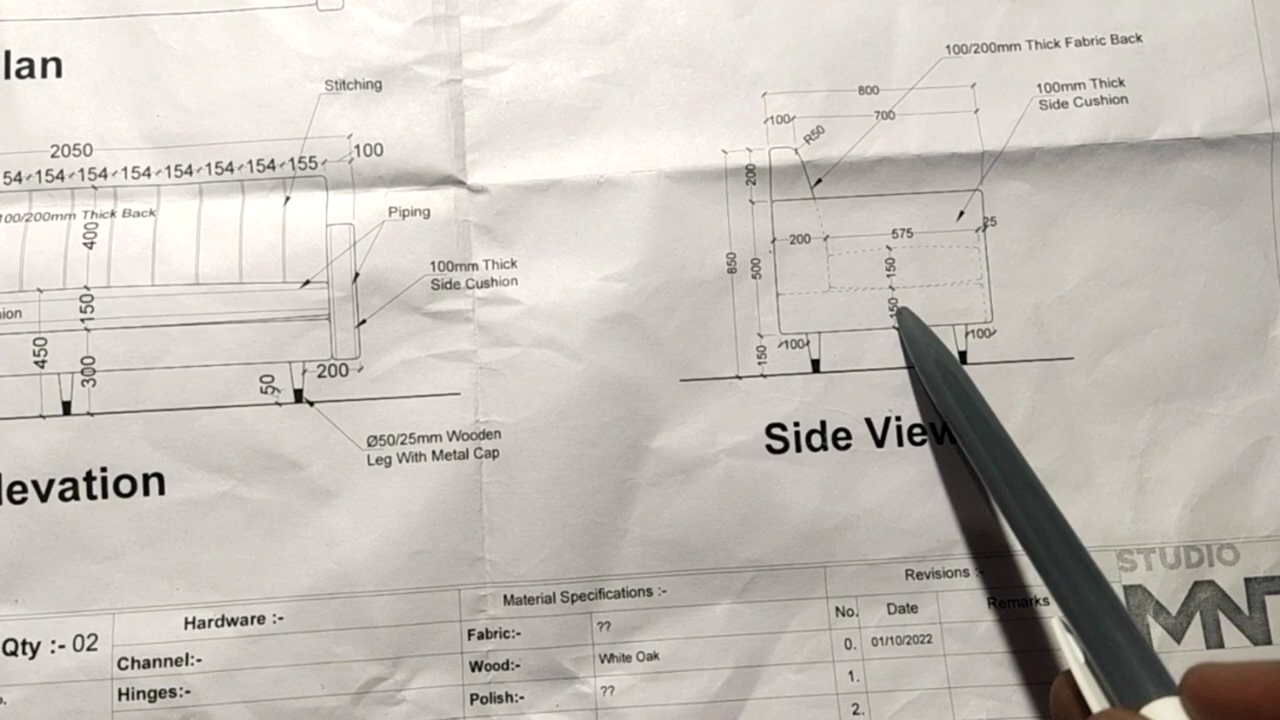 lan
Stitching
2050
54 154 154 154 154 154 154 155
100
100/200mm Thick Back
400
Piping
100mm Thick
Side Cushion
ion
150
450
300
50
200
Ø50/25mm Wooden
Leg With Metal Cap
levation
100/200mm Thick Fabric Back
800
100mm Thick
Side Cushion
100
700
R50
200
25
200
575
850
500
150
150
150
100
100
Side View
STUDIO
MN
Qty :- 02
Hardware :-
Channel:-
Hinges:-
Material Specifications :-
Fabric:- ??
Wood:- White Oak
Polish:- ??
Revisions :-
No. Date Remarks
0. 01/10/2022
1.
2.